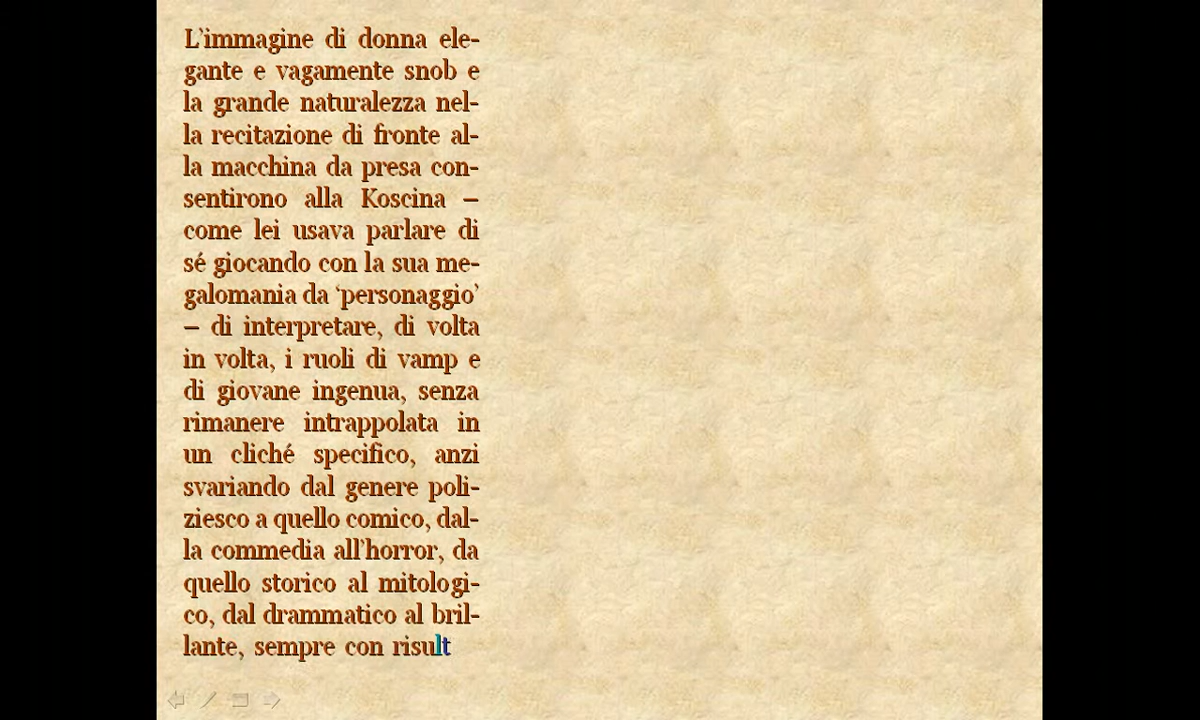 L’immagine di donna ele-
gante e vagamente snob e
la grande naturalezza nel-
la recitazione di fronte al-
la macchina da presa con-
sentirono alla Koscina –
come lei usava parlare di
sé giocando con la sua me-
galomania da ‘personaggio’
– di interpretare, di volta
in volta, i ruoli di vamp e
di giovane ingenua, senza
rimanere intrappolata in
un cliché specifico, anzi
svariando dal genere poli-
ziesco a quello comico, dal-
la commedia all’horror, da
quello storico al mitologi-
co, dal drammatico al bril-
lante, sempre con risult